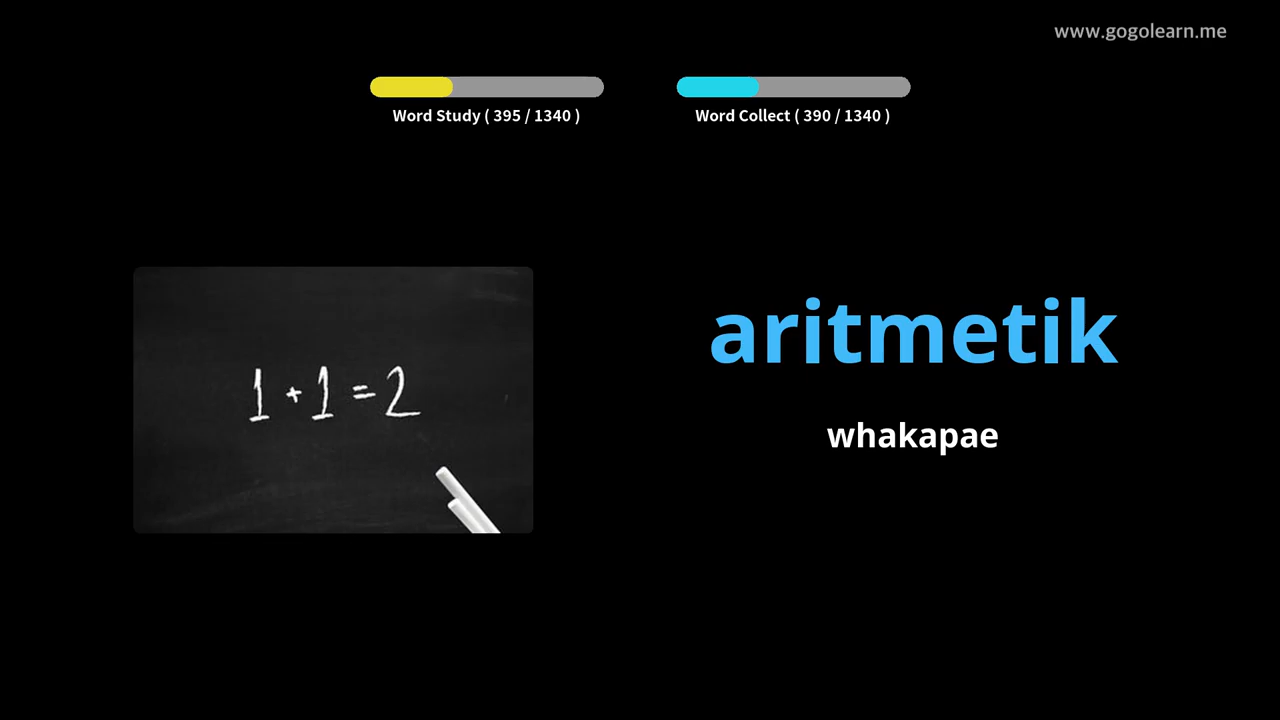 www.gogolearn.me
Word Study ( 395 / 1340 )
Word Collect ( 390 / 1340 )
1 + 1 = 2
aritmetik
whakapae